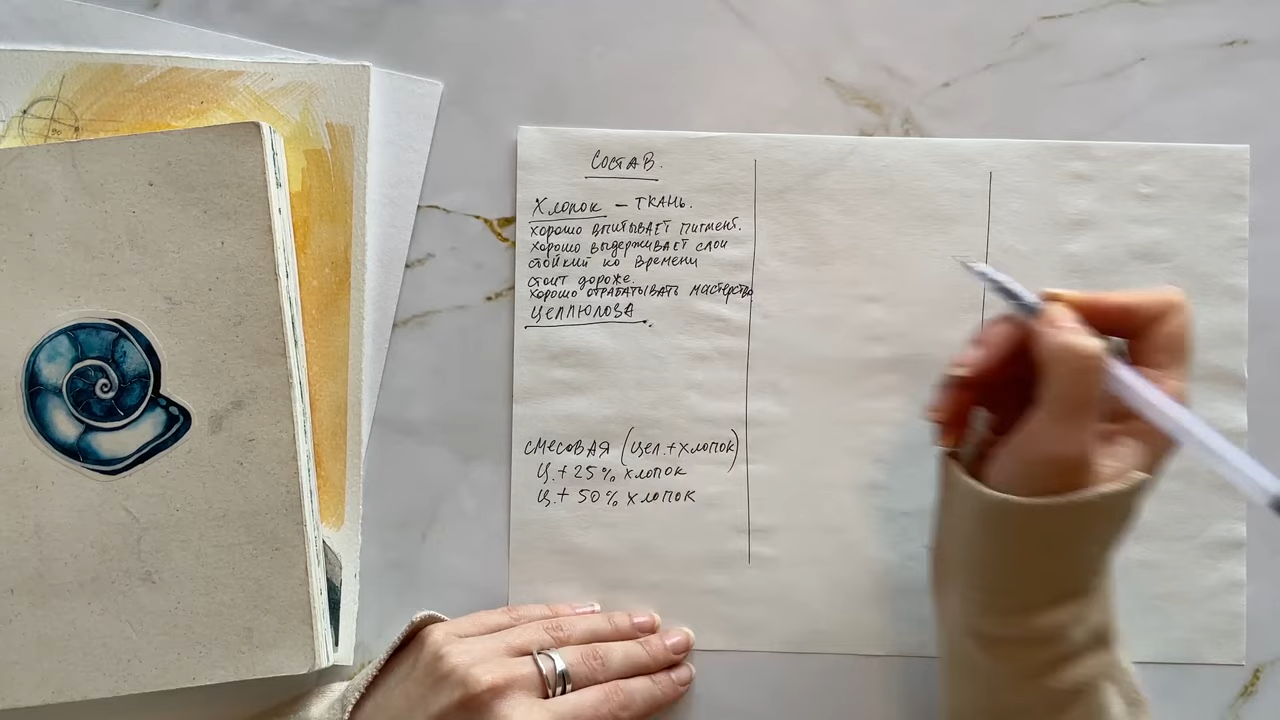 СОСТАВ.
ХЛОПОК – ТКАНЬ.
ХОРОШО ВПИТЫВАЕТ ПИГМЕНТ.
ХОРОШО ВЫДЕРЖИВАЕТ СЛОИ
СТОЙКИЙ КО ВРЕМЕНИ
СТОИТ ДОРОЖЕ.
ХОРОШО ОТРАБАТЫВАТЬ МАСТЕРСТВО
ЦЕЛЛЮЛОЗА.
СМЕСОВАЯ (ЦЕЛ.+ХЛОПОК)
Ц.+ 25% ХЛОПОК
Ц.+ 50% ХЛОПОК
90